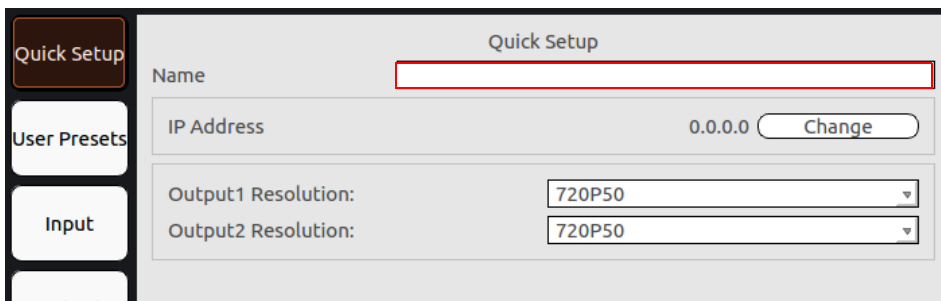 Quick Setup
User Presets
Input
Quick Setup
Name
IP Address 0.0.0.0 Change
Output1 Resolution: 720P50
Output2 Resolution: 720P50